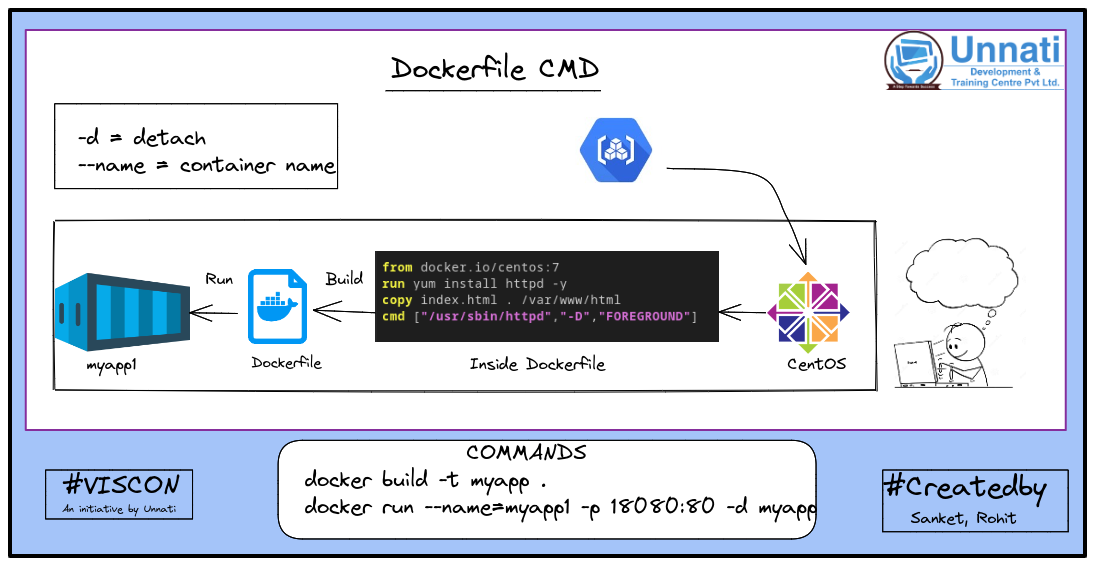 Dockerfile CMD
Unnati
Development &
Training Centre Pvt Ltd.
A Step Towards Success
-d = detach
--name = container name
Run
Build
from docker.io/centos:7
run yum install httpd -y
copy index.html . /var/www/html
cmd ["/usr/sbin/httpd","-D","FOREGROUND"]
myapp1
Dockerfile
Inside Dockerfile
CentOS
COMMANDS
docker build -t myapp .
docker run --name=myapp1 -p 18080:80 -d myapp
#VISCON
An initiative by Unnati
#Createdby
Sanket, Rohit